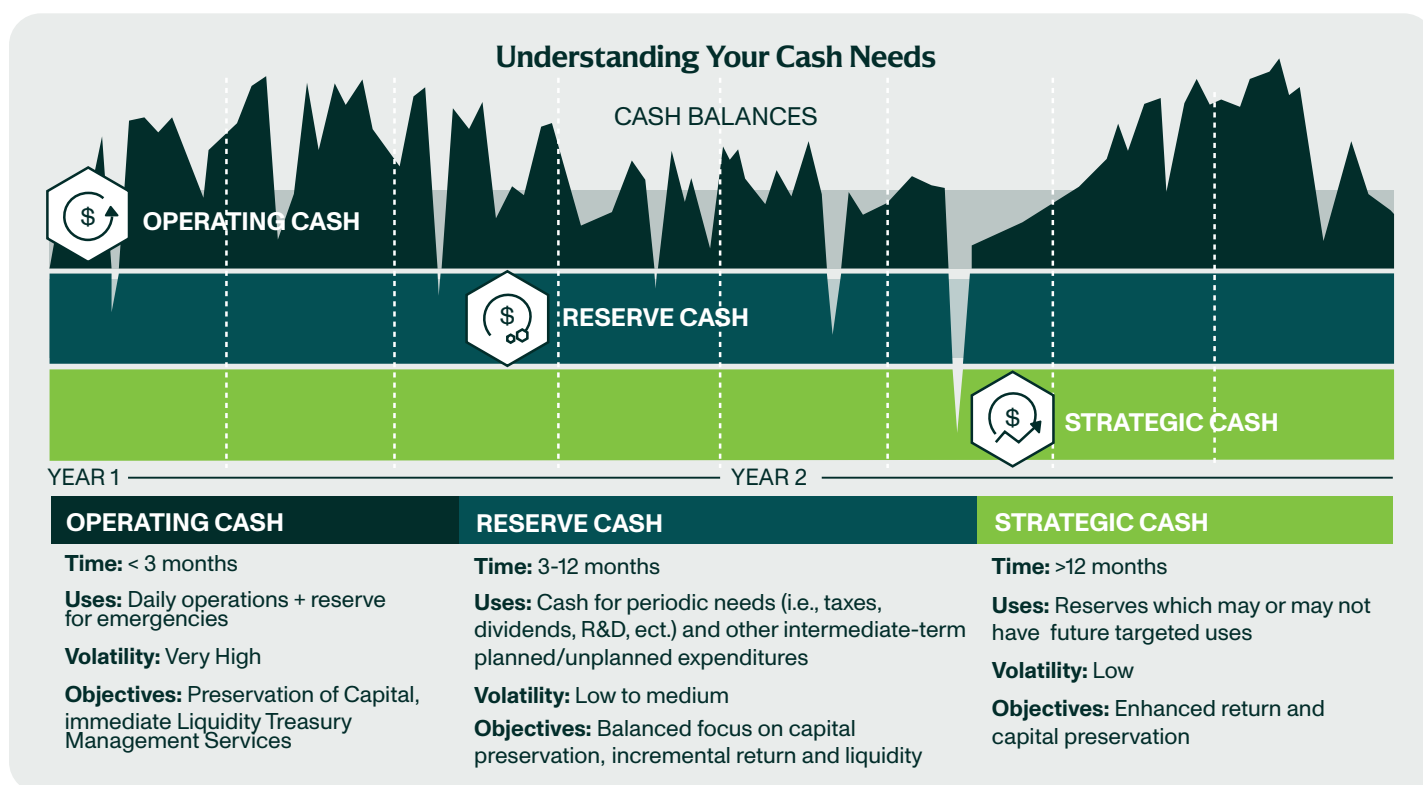 Understanding Your Cash Needs
CASH BALANCES
$
OPERATING CASH
$
RESERVE CASH
$
STRATEGIC CASH
YEAR 1
YEAR 2
OPERATING CASH
Time: < 3 months
Uses: Daily operations + reserve
for emergencies
Volatility: Very High
Objectives: Preservation of Capital,
immediate Liquidity Treasury
Management Services
RESERVE CASH
Time: 3-12 months
Uses: Cash for periodic needs (i.e., taxes,
dividends, R&D, ect.) and other intermediate-term
planned/unplanned expenditures
Volatility: Low to medium
Objectives: Balanced focus on capital
preservation, incremental return and liquidity
STRATEGIC CASH
Time: >12 months
Uses: Reserves which may or may not
have future targeted uses
Volatility: Low
Objectives: Enhanced return and
capital preservation